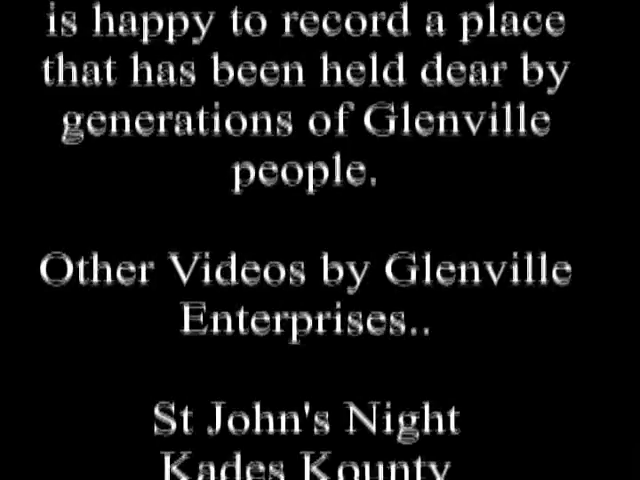 is happy to record a place
that has been held dear by
generations of Glenville
people.
Other Videos by Glenville
Enterprises..
St John's Night
Kades Kounty